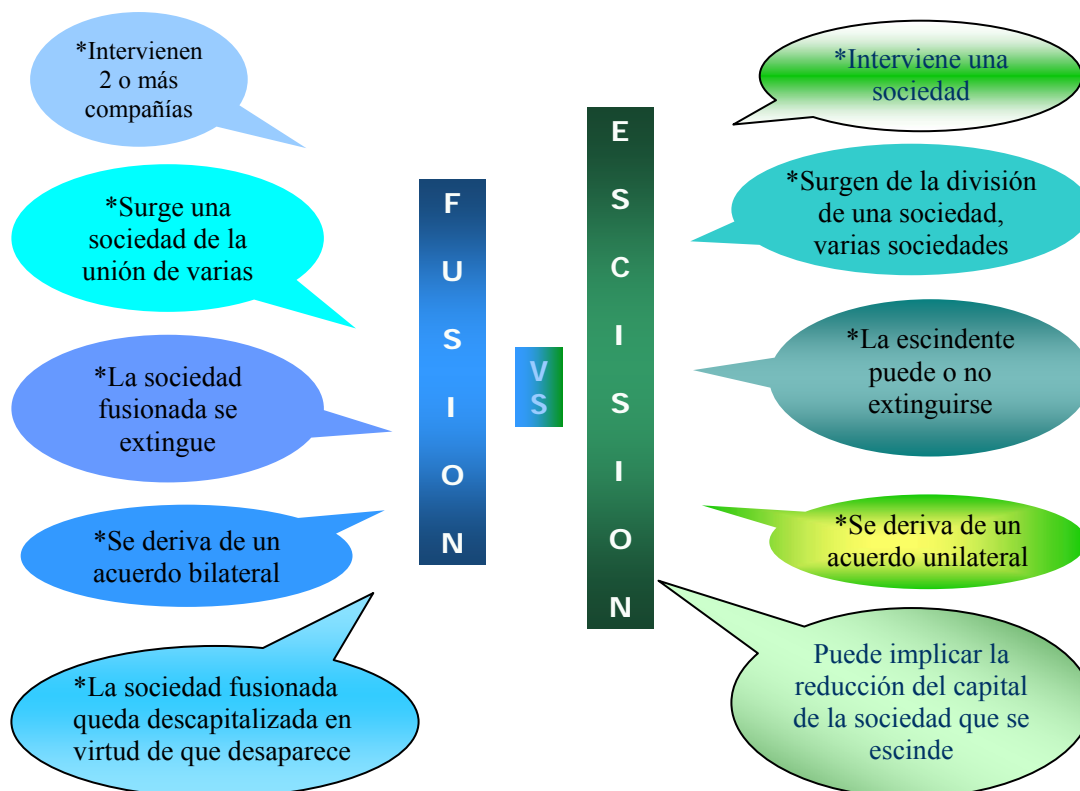 *Intervienen
2 o más
compañías
*Surge una
sociedad de la
unión de varias
*La sociedad
fusionada se
extingue
*Se deriva de un
acuerdo bilateral
*La sociedad fusionada
queda descapitalizada en
virtud de que desaparece
F
U
S
I
O
N
V
S
E
S
C
I
S
I
O
N
*Interviene una
sociedad
*Surgen de la división
de una sociedad,
varias sociedades
*La escindente
puede o no
extinguirse
*Se deriva de un
acuerdo unilateral
Puede implicar la
reducción del capital
de la sociedad que se
escinde